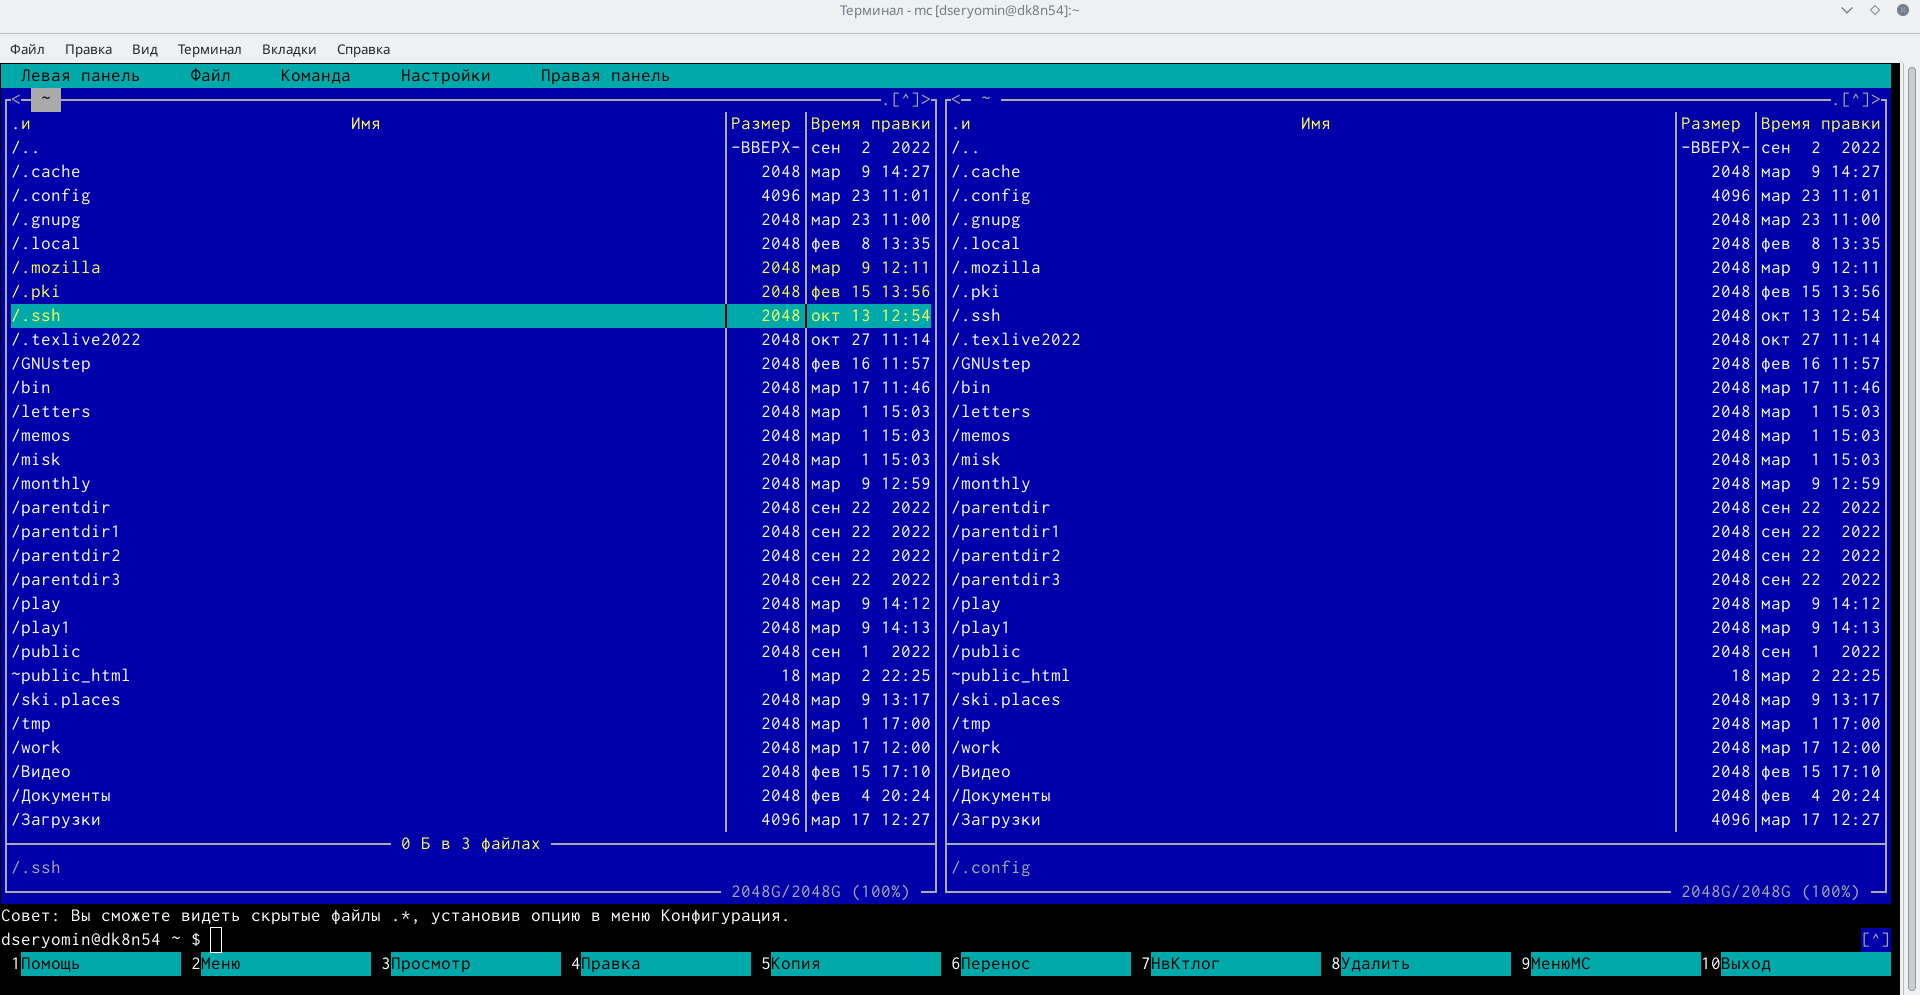 Терминал - mc [dseryomin@dk8n54]:~
Файл Правка Вид Терминал Вкладки Справка
Левая панель Файл Команда Настройки Правая панель
<- ~ .[^]> <- ~ .[^]>
.и Имя Размер Время правки .и Имя Размер Время правки
/.. -ВВЕРХ- сен 2 2022 /.. -ВВЕРХ- сен 2 2022
/.cache 2048 мар 9 14:27 /.cache 2048 мар 9 14:27
/.config 4096 мар 23 11:01 /.config 4096 мар 23 11:01
/.gnupg 2048 мар 23 11:00 /.gnupg 2048 мар 23 11:00
/.local 2048 фев 8 13:35 /.local 2048 фев 8 13:35
/.mozilla 2048 мар 9 12:11 /.mozilla 2048 мар 9 12:11
/.pki 2048 фев 15 13:56 /.pki 2048 фев 15 13:56
/.ssh 2048 окт 13 12:54 /.ssh 2048 окт 13 12:54
/.texlive2022 2048 окт 27 11:14 /.texlive2022 2048 окт 27 11:14
/GNUstep 2048 фев 16 11:57 /GNUstep 2048 фев 16 11:57
/bin 2048 мар 17 11:46 /bin 2048 мар 17 11:46
/letters 2048 мар 1 15:03 /letters 2048 мар 1 15:03
/memos 2048 мар 1 15:03 /memos 2048 мар 1 15:03
/misk 2048 мар 1 15:03 /misk 2048 мар 1 15:03
/monthly 2048 мар 9 12:59 /monthly 2048 мар 9 12:59
/parentdir 2048 сен 22 2022 /parentdir 2048 сен 22 2022
/parentdir1 2048 сен 22 2022 /parentdir1 2048 сен 22 2022
/parentdir2 2048 сен 22 2022 /parentdir2 2048 сен 22 2022
/parentdir3 2048 сен 22 2022 /parentdir3 2048 сен 22 2022
/play 2048 мар 9 14:12 /play 2048 мар 9 14:12
/play1 2048 мар 9 14:13 /play1 2048 мар 9 14:13
/public 2048 сен 1 2022 /public 2048 сен 1 2022
~public_html 18 мар 2 22:25 ~public_html 18 мар 2 22:25
/ski.places 2048 мар 9 13:17 /ski.places 2048 мар 9 13:17
/tmp 2048 мар 1 17:00 /tmp 2048 мар 1 17:00
/work 2048 мар 17 12:00 /work 2048 мар 17 12:00
/Видео 2048 фев 15 17:10 /Видео 2048 фев 15 17:10
/Документы 2048 фев 4 20:24 /Документы 2048 фев 4 20:24
/Загрузки 4096 мар 17 12:27 /Загрузки 4096 мар 17 12:27
0 Б в 3 файлах
/.ssh /.config
2048G/2048G (100%) 2048G/2048G (100%)
Совет: Вы сможете видеть скрытые файлы .*, установив опцию в меню Конфигурация.
dseryomin@dk8n54 ~ $ [^]
1Помощь 2Меню 3Просмотр 4Правка 5Копия 6Перенос 7НвКтлог 8Удалить 9МенюМС 10Выход